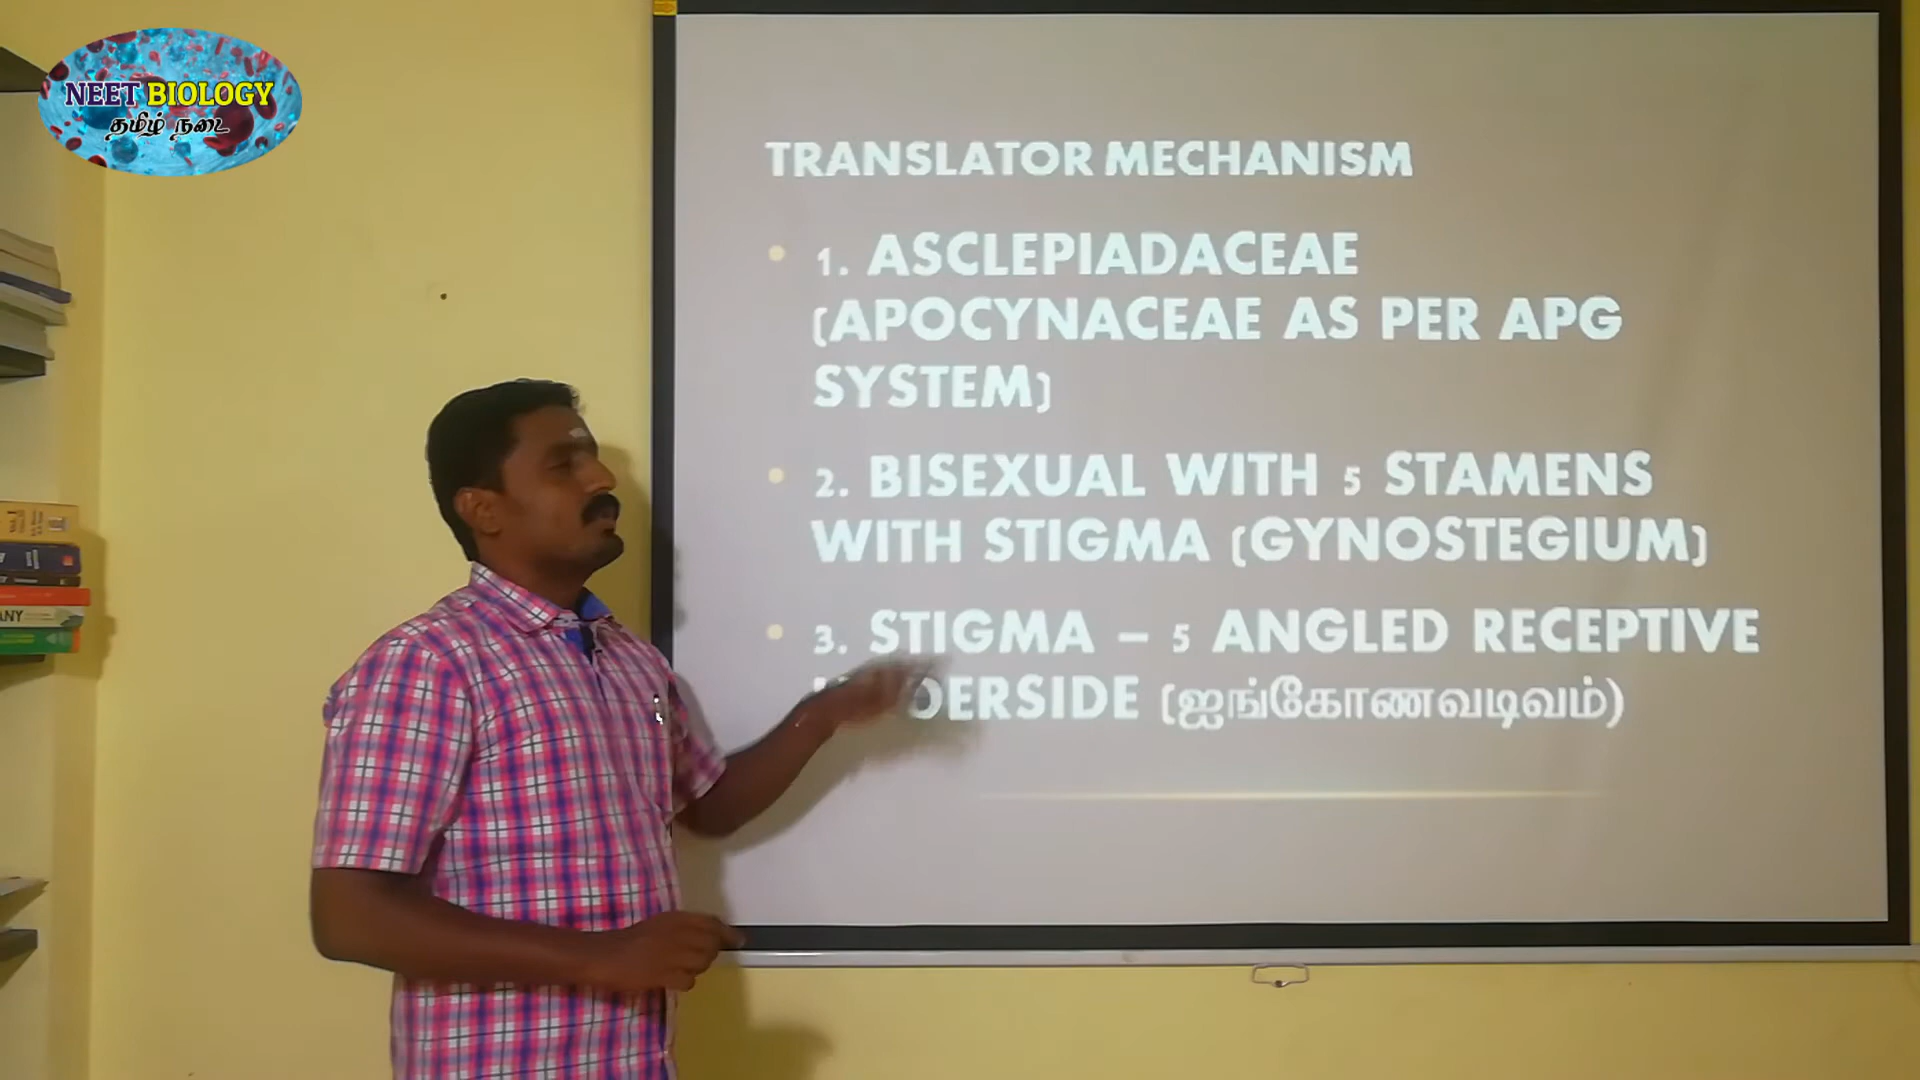 NEET BIOLOGY
தமிழ் நடை
TRANSLATOR MECHANISM
• 1. ASCLEPIADACEAE
(APOCYNACEAE AS PER APG
SYSTEM)
• 2. BISEXUAL WITH 5 STAMENS
WITH STIGMA (GYNOSTEGIUM)
• 3. STIGMA – 5 ANGLED RECEPTIVE
(ஐங்கோணவடிவம்)